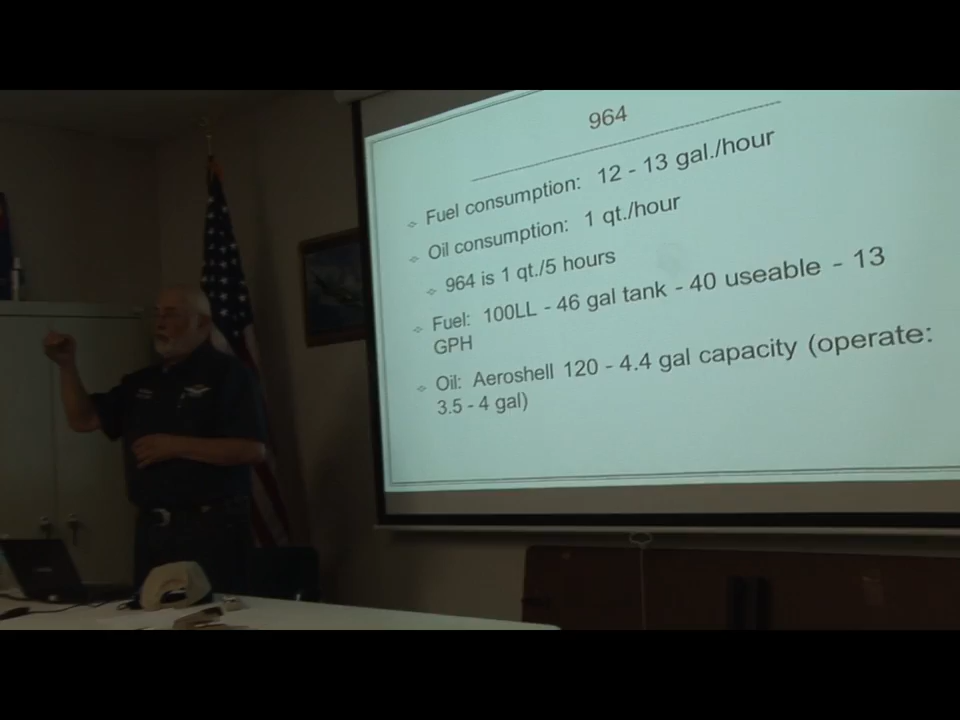 964
Fuel consumption: 12 - 13 gal./hour
Oil consumption: 1 qt./hour
964 is 1 qt./5 hours
Fuel: 100LL - 46 gal tank - 40 useable - 13
GPH
Oil: Aeroshell 120 - 4.4 gal capacity (operate:
3.5 - 4 gal)